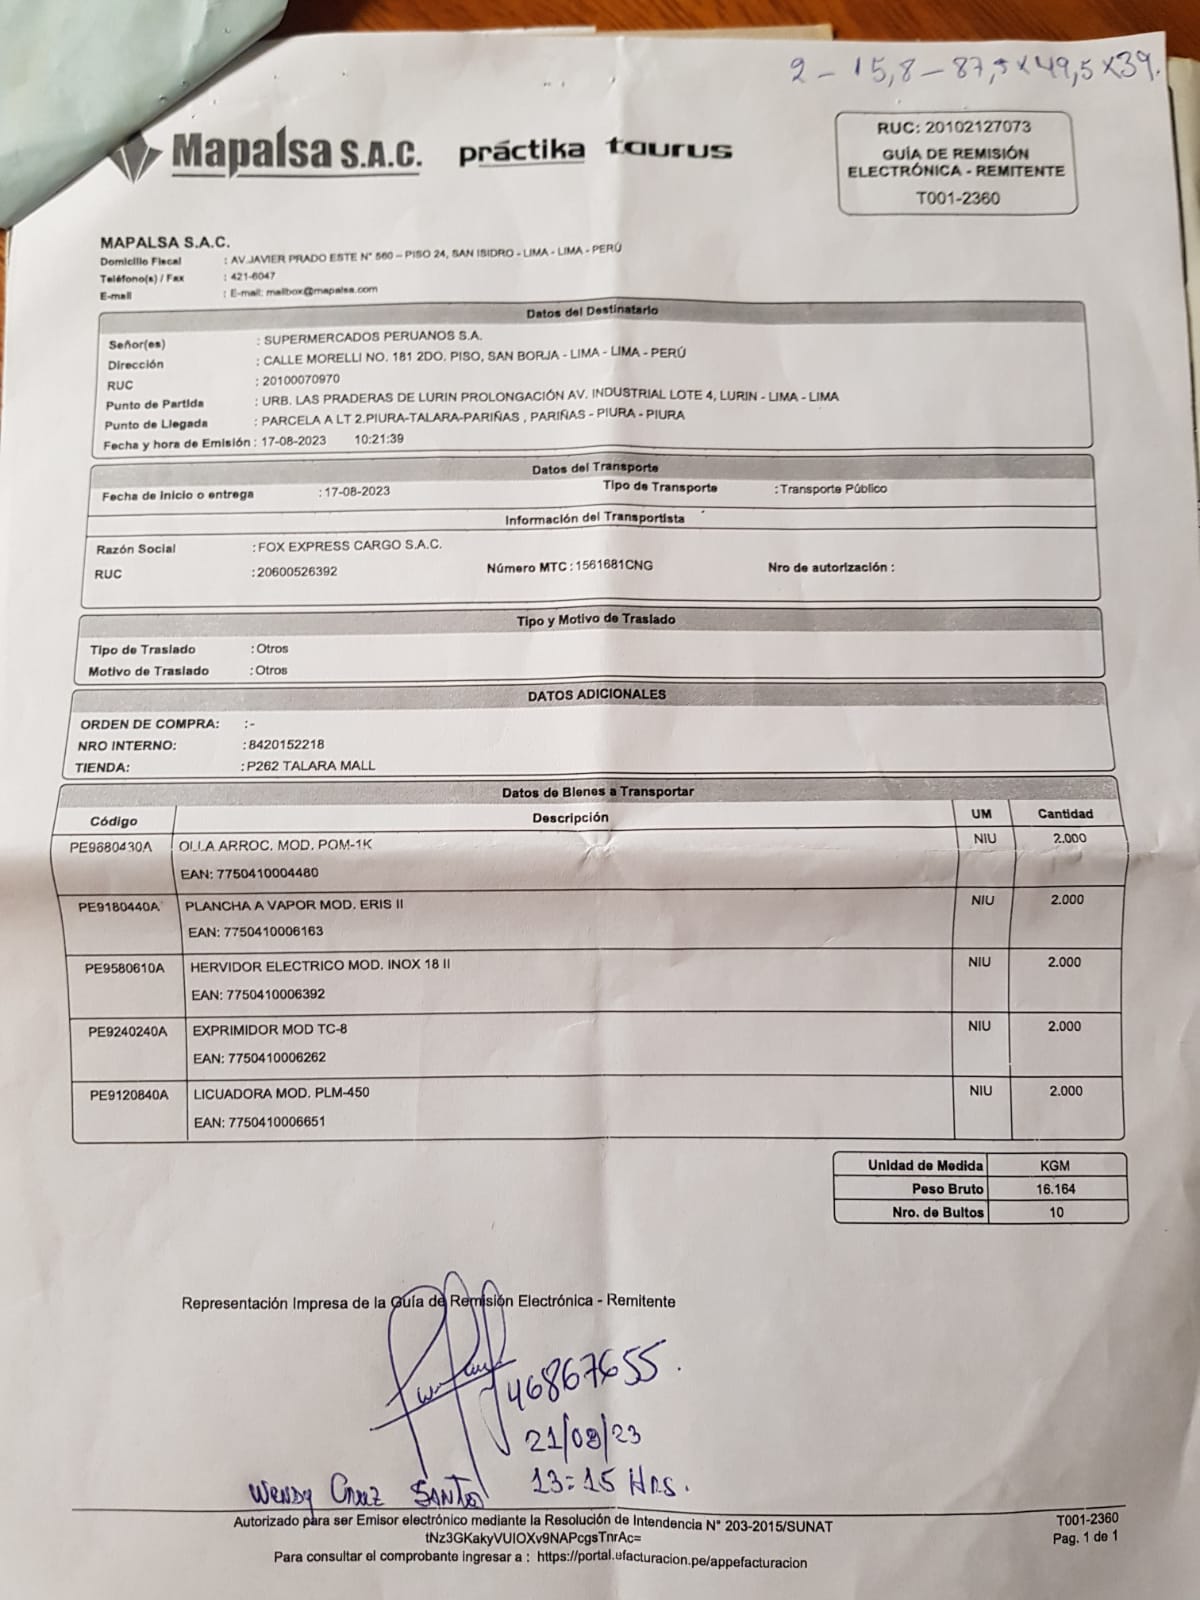 2 - 15,8 - 87,5 x 49,5 x 39.
Mapalsa S.A.C. práctika taurus
RUC: 20102127073
GUÍA DE REMISIÓN
ELECTRÓNICA - REMITENTE
T001-2360
MAPALSA S.A.C.
Domicilio Fiscal : AV.JAVIER PRADO ESTE N° 560 – PISO 24, SAN ISIDRO - LIMA - LIMA - PERÚ
Teléfono(s) / Fax : 421-6047
E-mail : E-mail: mailbox@mapalsa.com
Datos del Destinatario
Señor(es) : SUPERMERCADOS PERUANOS S.A.
Dirección : CALLE MORELLI NO. 181 2DO. PISO, SAN BORJA - LIMA - LIMA - PERÚ
RUC : 20100070970
Punto de Partida : URB. LAS PRADERAS DE LURIN PROLONGACIÓN AV. INDUSTRIAL LOTE 4, LURIN - LIMA - LIMA
Punto de Llegada : PARCELA A LT 2.PIURA-TALARA-PARIÑAS , PARIÑAS - PIURA - PIURA
Fecha y hora de Emisión : 17-08-2023 10:21:39
Datos del Transporte
Fecha de Inicio o entrega : 17-08-2023 Tipo de Transporte : Transporte Público
Información del Transportista
Razón Social : FOX EXPRESS CARGO S.A.C.
RUC : 20600526392 Número MTC : 1561681CNG Nro de autorización :
Tipo y Motivo de Traslado
Tipo de Traslado : Otros
Motivo de Traslado : Otros
DATOS ADICIONALES
ORDEN DE COMPRA: :-
NRO INTERNO: :8420152218
TIENDA: :P262 TALARA MALL
Datos de Bienes a Transportar
Código Descripción UM Cantidad
PE9680430A OLLA ARROC. MOD. POM-1K NIU 2.000
EAN: 7750410004480
PE9180440A PLANCHA A VAPOR MOD. ERIS II NIU 2.000
EAN: 7750410006163
PE9580610A HERVIDOR ELECTRICO MOD. INOX 18 II NIU 2.000
EAN: 7750410006392
PE9240240A EXPRIMIDOR MOD TC-8 NIU 2.000
EAN: 7750410006262
PE9120840A LICUADORA MOD. PLM-450 NIU 2.000
EAN: 7750410006651
Unidad de Medida KGM
Peso Bruto 16.164
Nro. de Bultos 10
Representación Impresa de la Guía de Remisión Electrónica - Remitente
46867655.
21/08/23
13:15 Hrs.
Wendy Cruz Santos
Autorizado para ser Emisor electrónico mediante la Resolución de Intendencia N° 203-2015/SUNAT
tNz3GKakyVUIOXv9NAPcgsTnrAc=
Para consultar el comprobante ingresar a : https://portal.efacturacion.pe/appefacturacion
T001-2360
Pag. 1 de 1